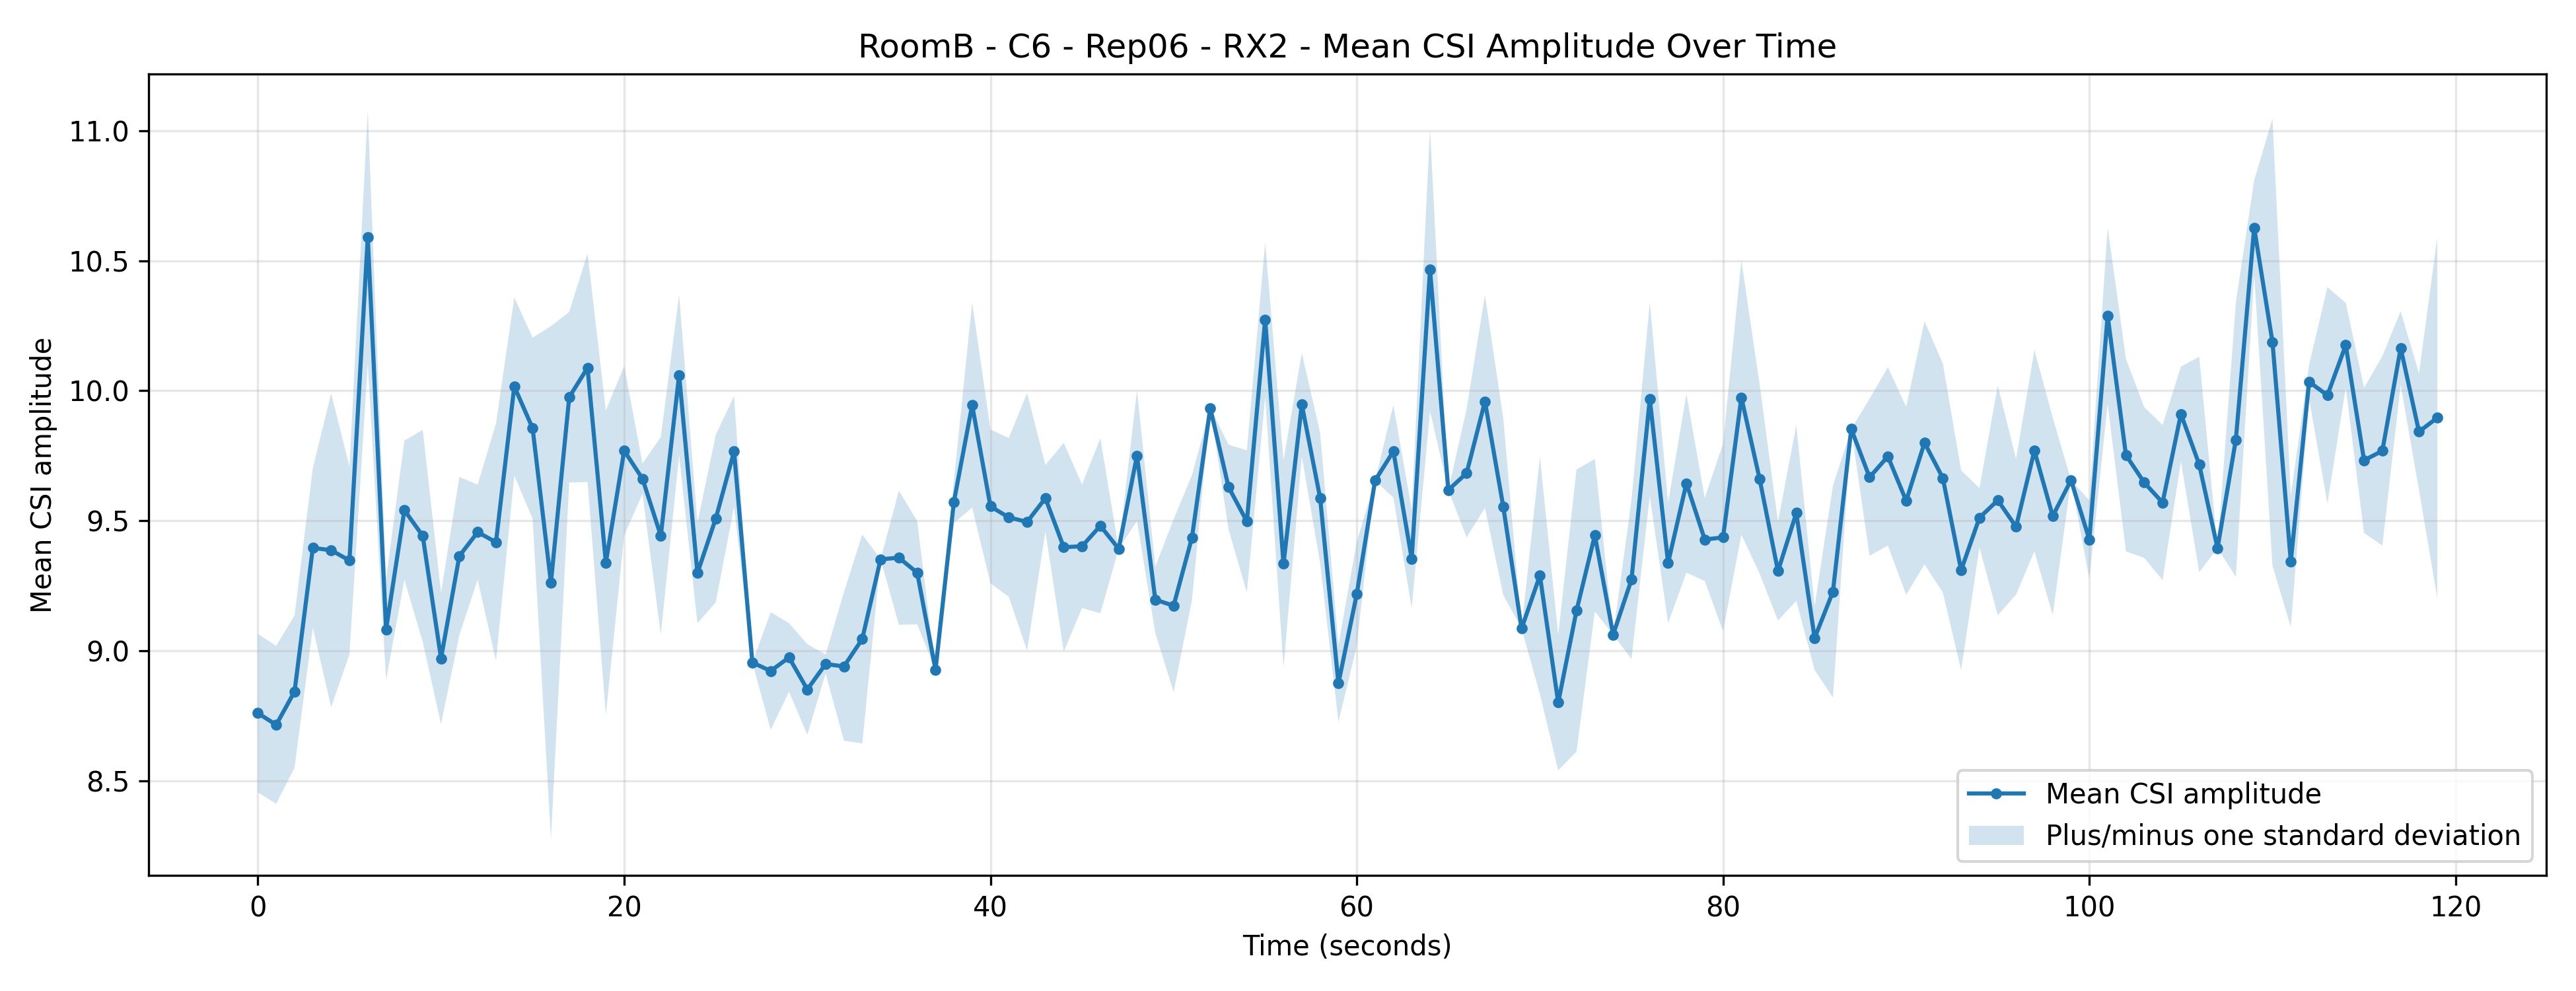 RoomB - C6 - Rep06 - RX2 - Mean CSI Amplitude Over Time
Mean CSI amplitude
11.0
10.5
10.0
9.5
9.0
8.5
0
20
40
60
80
100
120
Time (seconds)
Mean CSI amplitude
Plus/minus one standard deviation